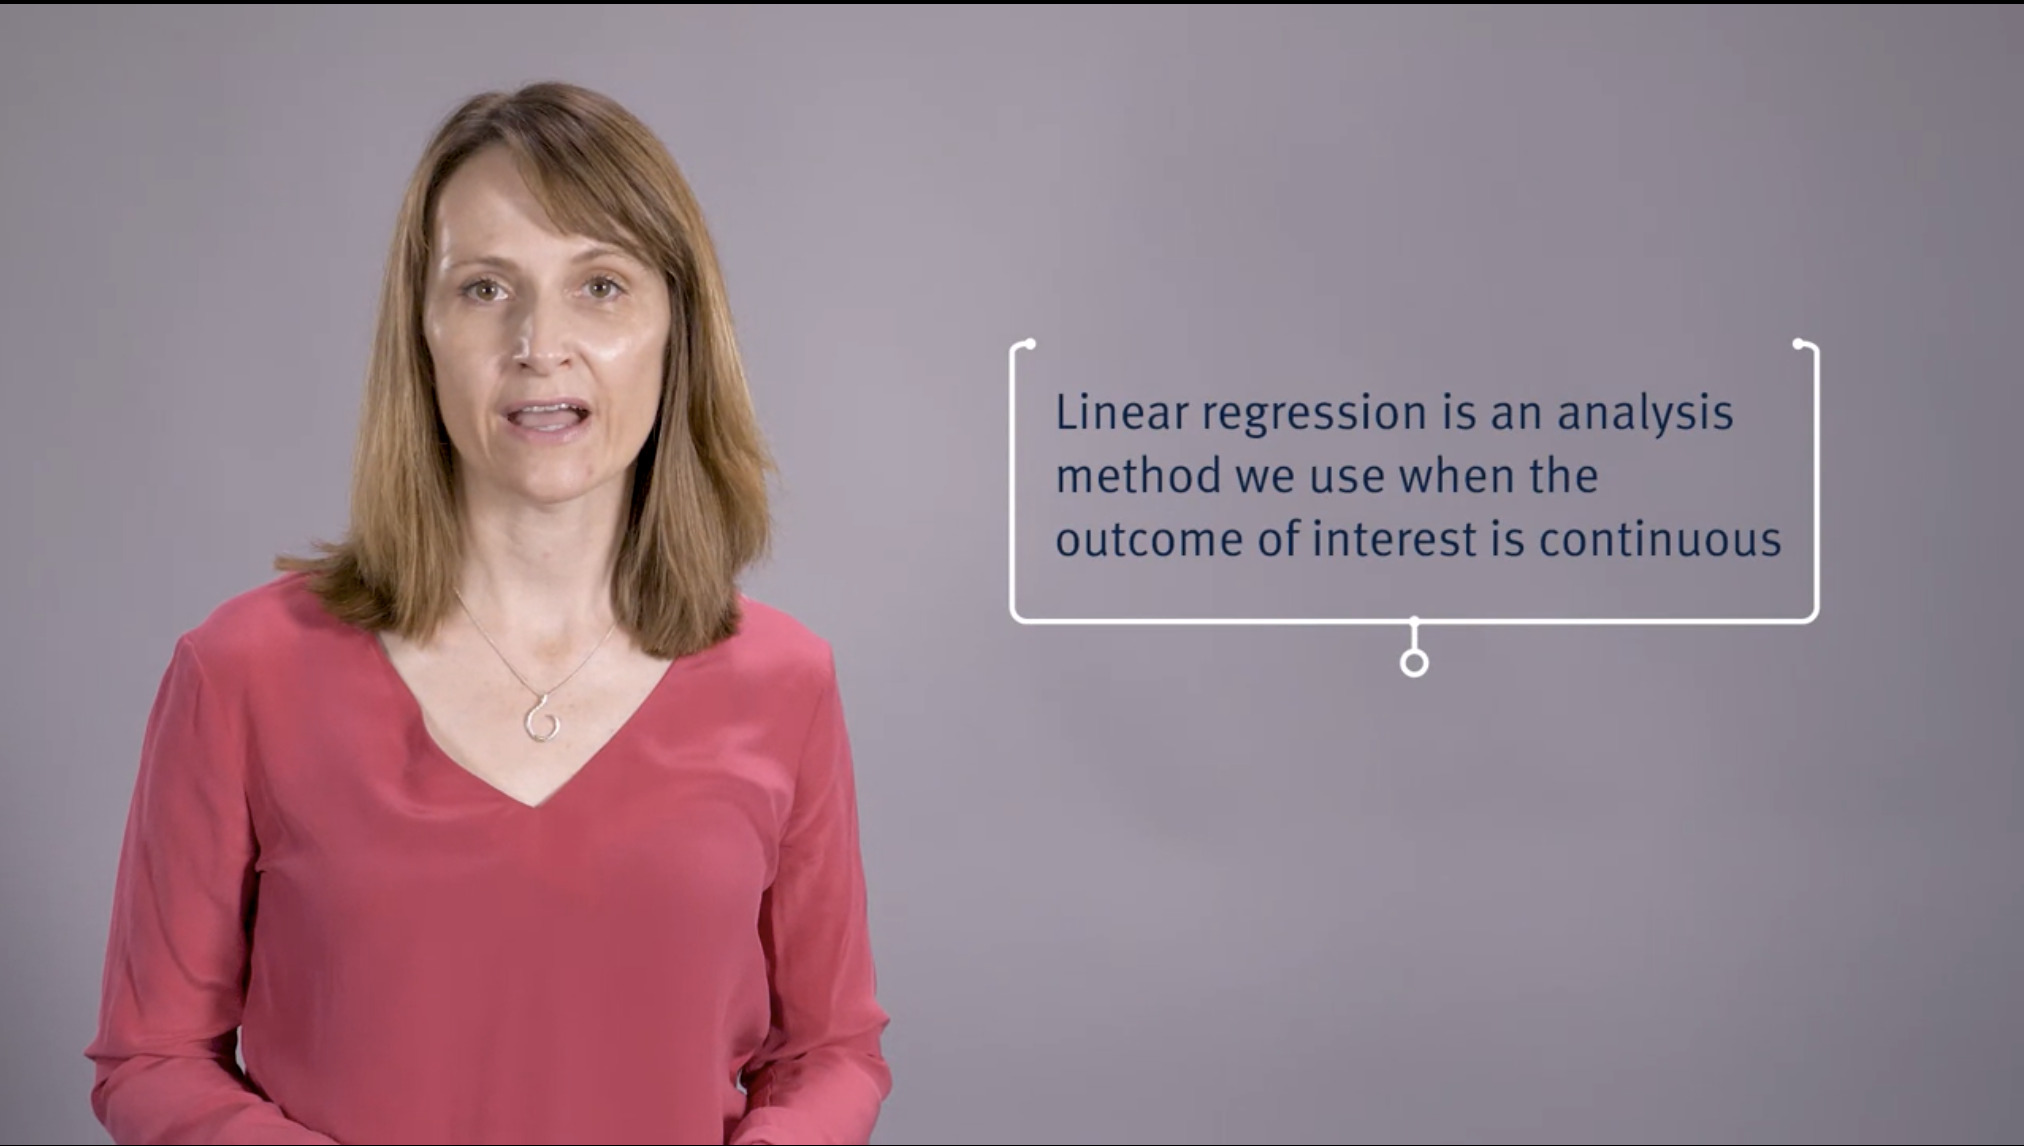 Linear regression is an analysis
method we use when the
outcome of interest is continuous